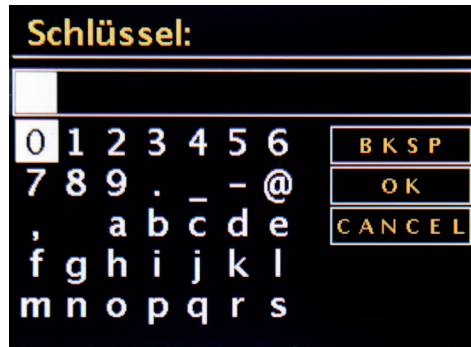 Schlüssel:
0 1 2 3 4 5 6
7 8 9 . _ - @
, a b c d e
f g h i j k l
m n o p q r s
BKSP
OK
CANCEL